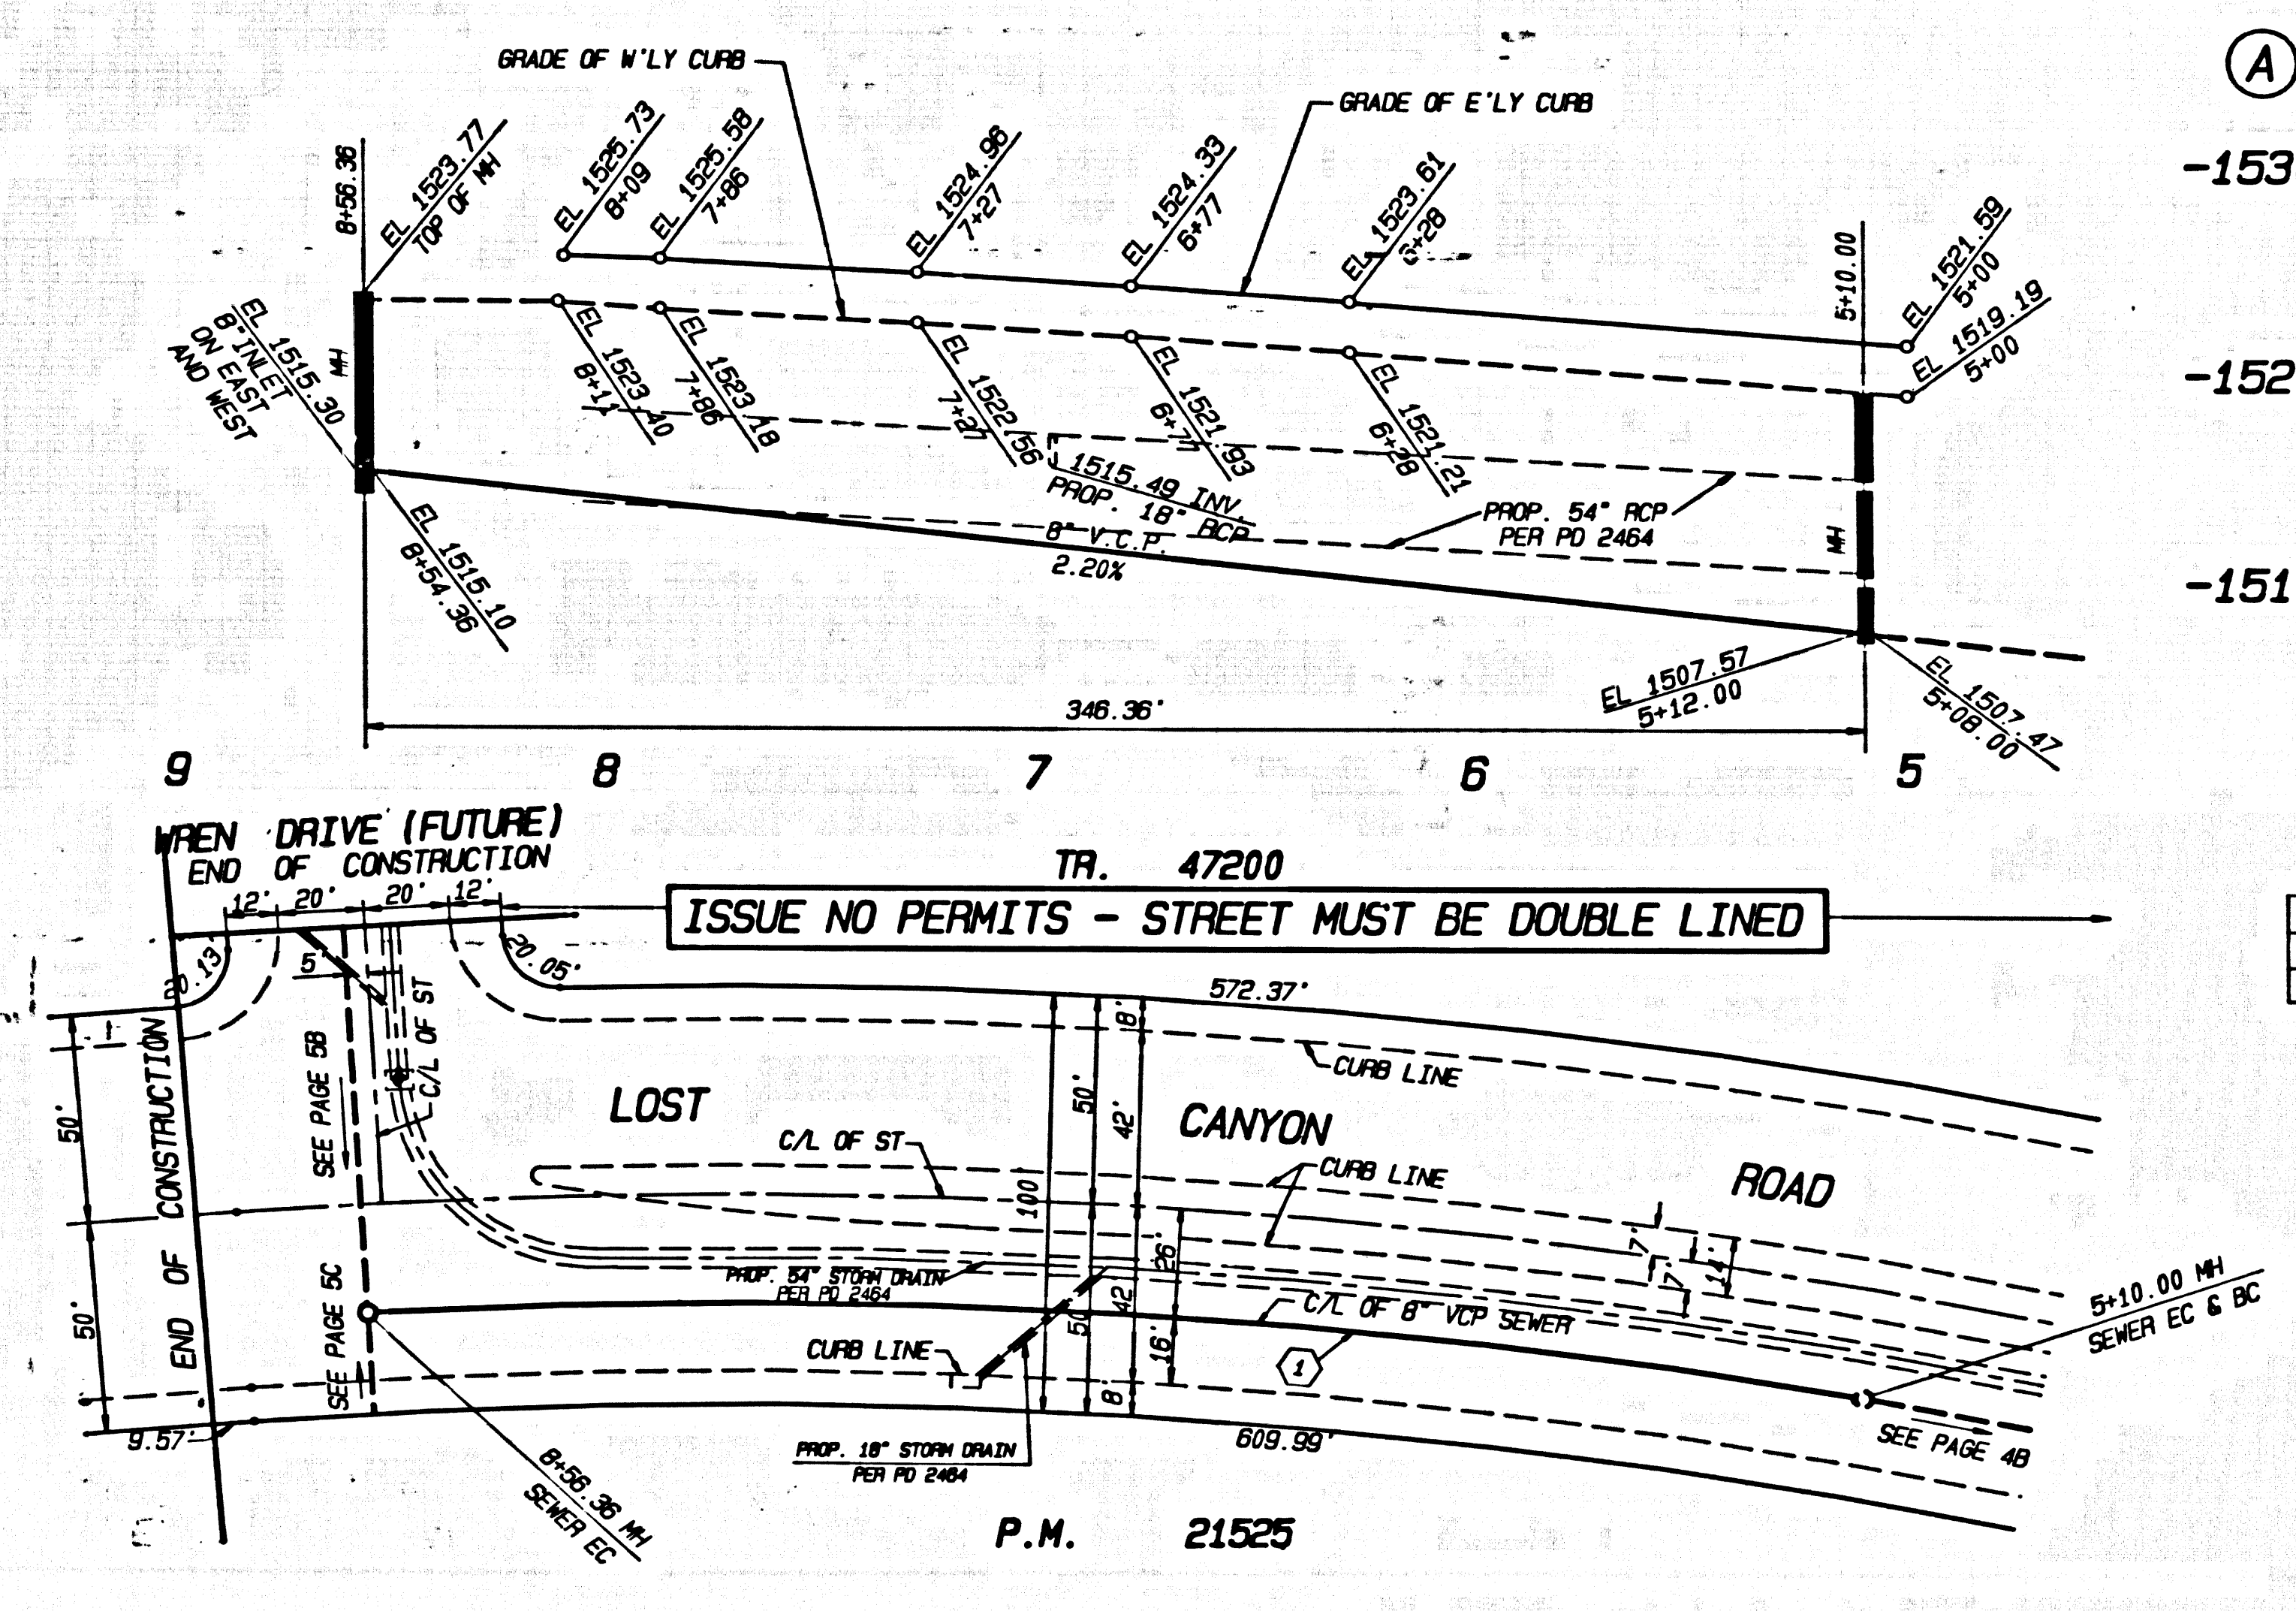 GRADE OF W'LY CURB
GRADE OF E'LY CURB
A
-153
-152
-151
8+56.36
EL 1523.77
TOP OF MH
EL 1525.73
8+09
EL 1525.58
7+86
EL 1524.96
7+27
EL 1524.33
6+77
EL 1523.61
6+28
5+10.00
EL 1521.59
5+00
EL 1519.19
5+00
EL 1515.30
8" INLET
ON EAST
AND WEST
MH
EL 1523.40
8+11
EL 1523.18
7+86
EL 1522.56
7+27
EL 1521.93
6+77
EL 1521.21
6+28
1515.49 INV.
PROP. 18" RCP
8" V.C.P.
2.20%
PROP. 54" RCP
PER PD 2464
MH
EL 1515.10
8+54.36
EL 1507.57
5+12.00
EL 1507.47
5+08.00
346.36'
9 8 7 6 5
WREN DRIVE (FUTURE)
END OF CONSTRUCTION
TR. 47200
12' 20' 20' 12'
ISSUE NO PERMITS - STREET MUST BE DOUBLE LINED
5'
20.05'
C/L OF ST
572.37'
8'
CURB LINE
50'
END OF CONSTRUCTION
SEE PAGE 5B
LOST CANYON ROAD
C/L OF ST
50'
42'
100'
CURB LINE
7'
7'
14'
26'
PROP. 54" STORM DRAIN
PER PD 2464
C/L OF 8" VCP SEWER
5+10.00 MH
SEWER EC & BC
50'
SEE PAGE 5C
CURB LINE
50'
42'
16'
8'
1
9.57'
PROP. 18" STORM DRAIN
PER PD 2464
609.99'
SEE PAGE 4B
8+56.36 MH
SEWER EC
P.M. 21525